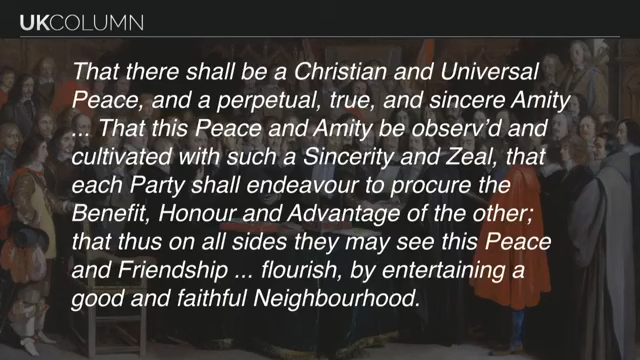 UKCOLUMN
That there shall be a Christian and Universal
Peace, and a perpetual, true, and sincere Amity
... That this Peace and Amity be observ'd and
cultivated with such a Sincerity and Zeal, that
each Party shall endeavour to procure the
Benefit, Honour and Advantage of the other;
that thus on all sides they may see this Peace
and Friendship ... flourish, by entertaining a
good and faithful Neighbourhood.